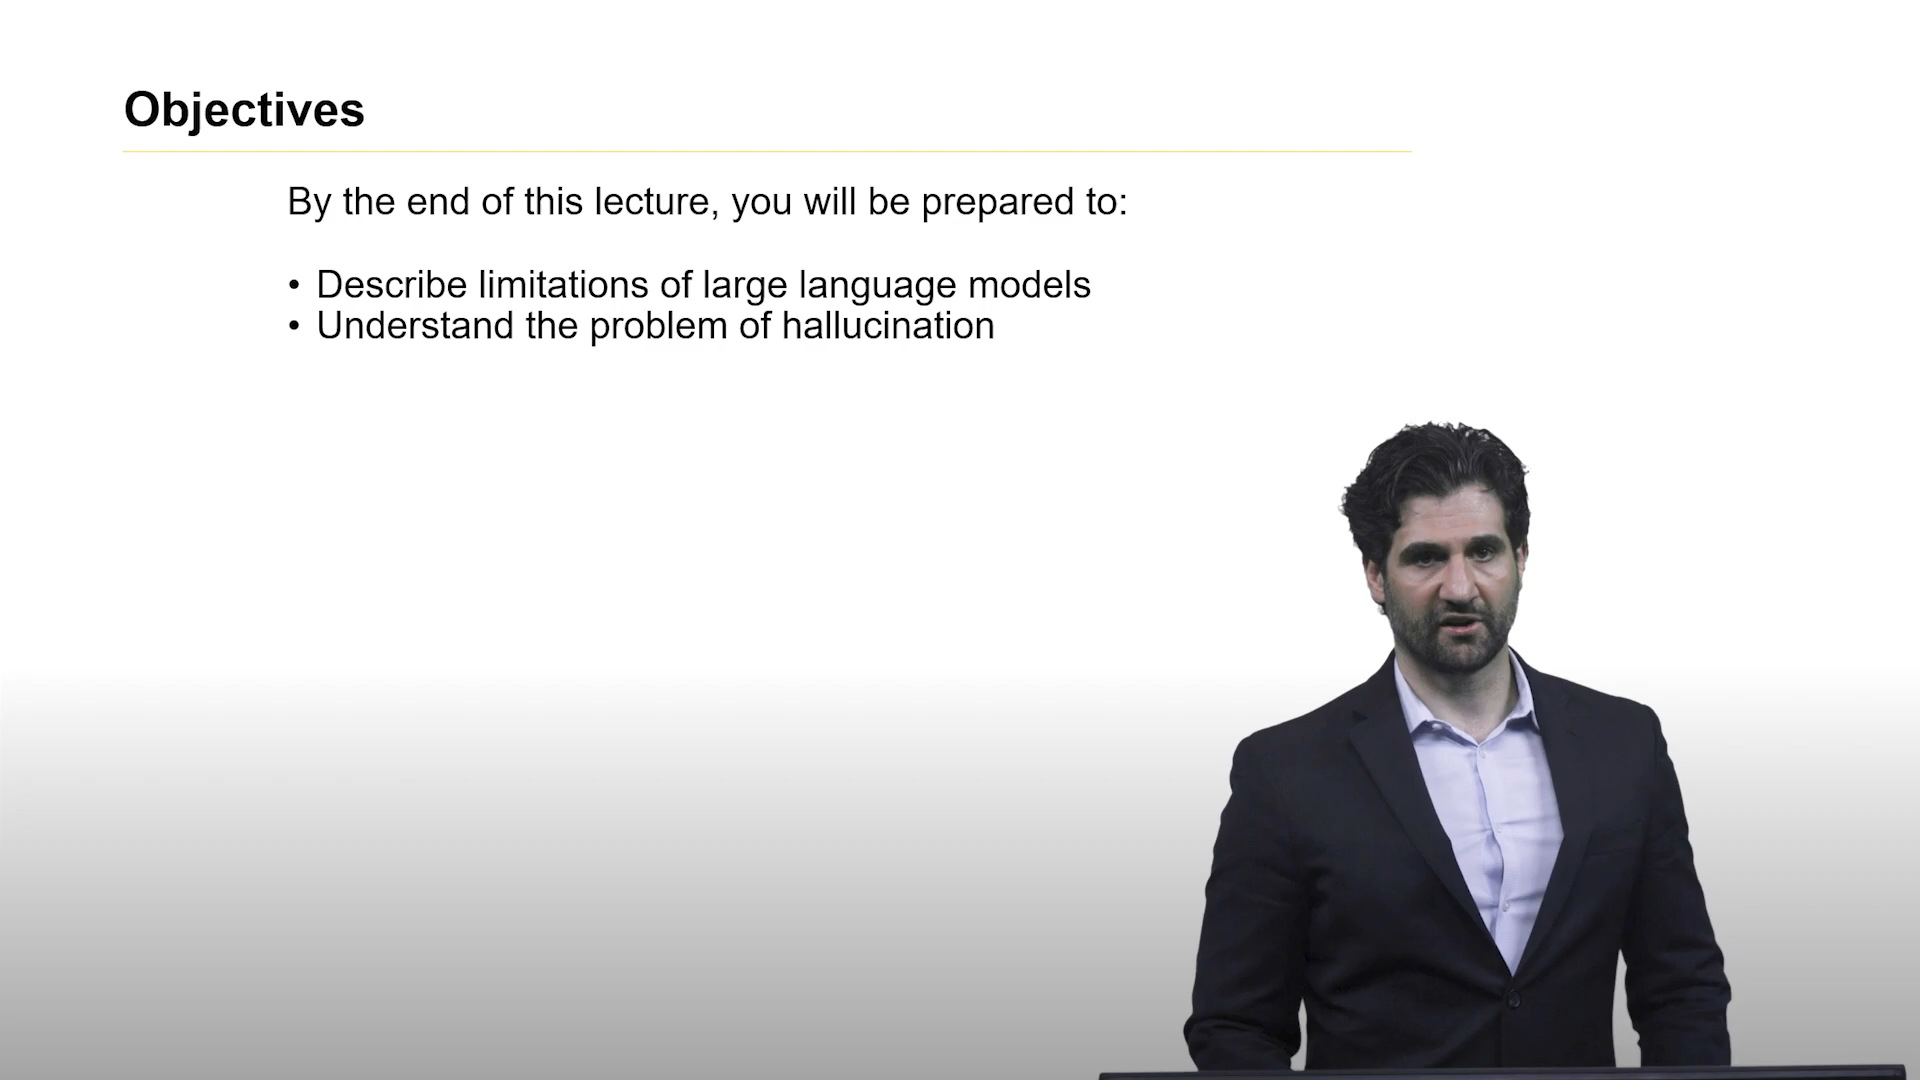 Objectives
By the end of this lecture, you will be prepared to:
• Describe limitations of large language models
• Understand the problem of hallucination